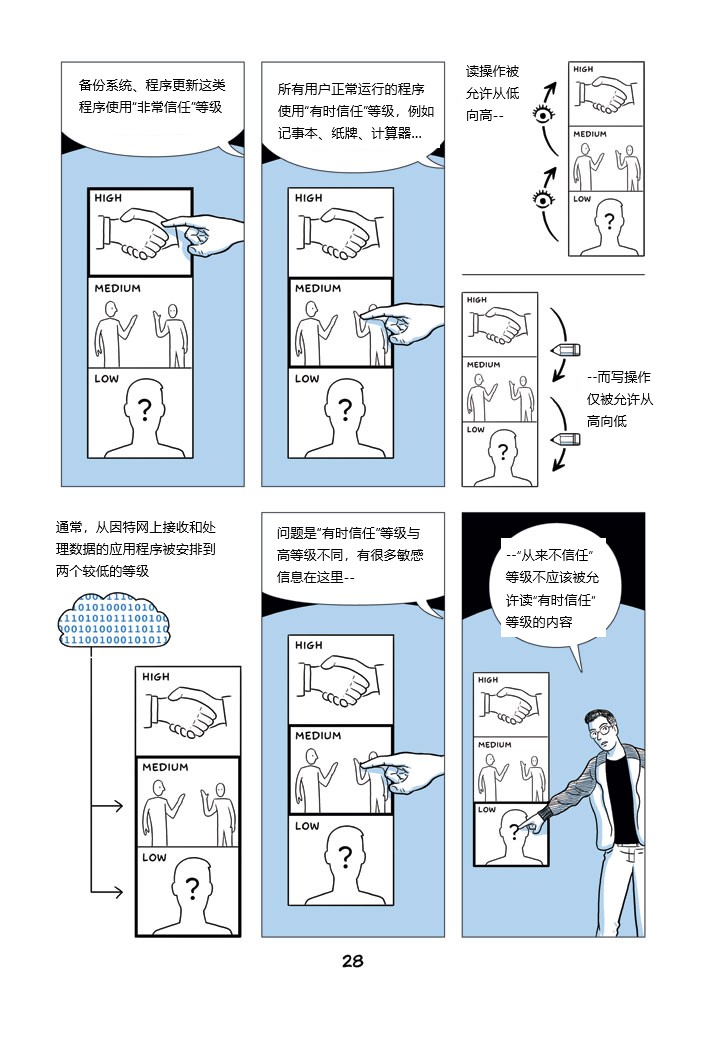 备份系统、程序更新这类
程序使用“非常信任”等级
HIGH
MEDIUM
LOW
?
所有用户正常运行的程序
使用“有时信任”等级，例如
记事本、纸牌、计算器...
HIGH
MEDIUM
LOW
?
读操作被
允许从低
向高--
HIGH
MEDIUM
LOW
?
HIGH
MEDIUM
LOW
?
--而写操作
仅被允许从
高向低
通常，从因特网上接收和处
理数据的应用程序被安排到
两个较低的等级
01010001010
1110101011100100
0001010010110110
111001000101011
HIGH
MEDIUM
LOW
?
问题是“有时信任”等级与
高等级不同，有很多敏感
信息在这里--
HIGH
MEDIUM
LOW
?
--“从来不信任”
等级不应该被允
许读“有时信任”
等级的内容
HIGH
MEDIUM
LOW
?
28